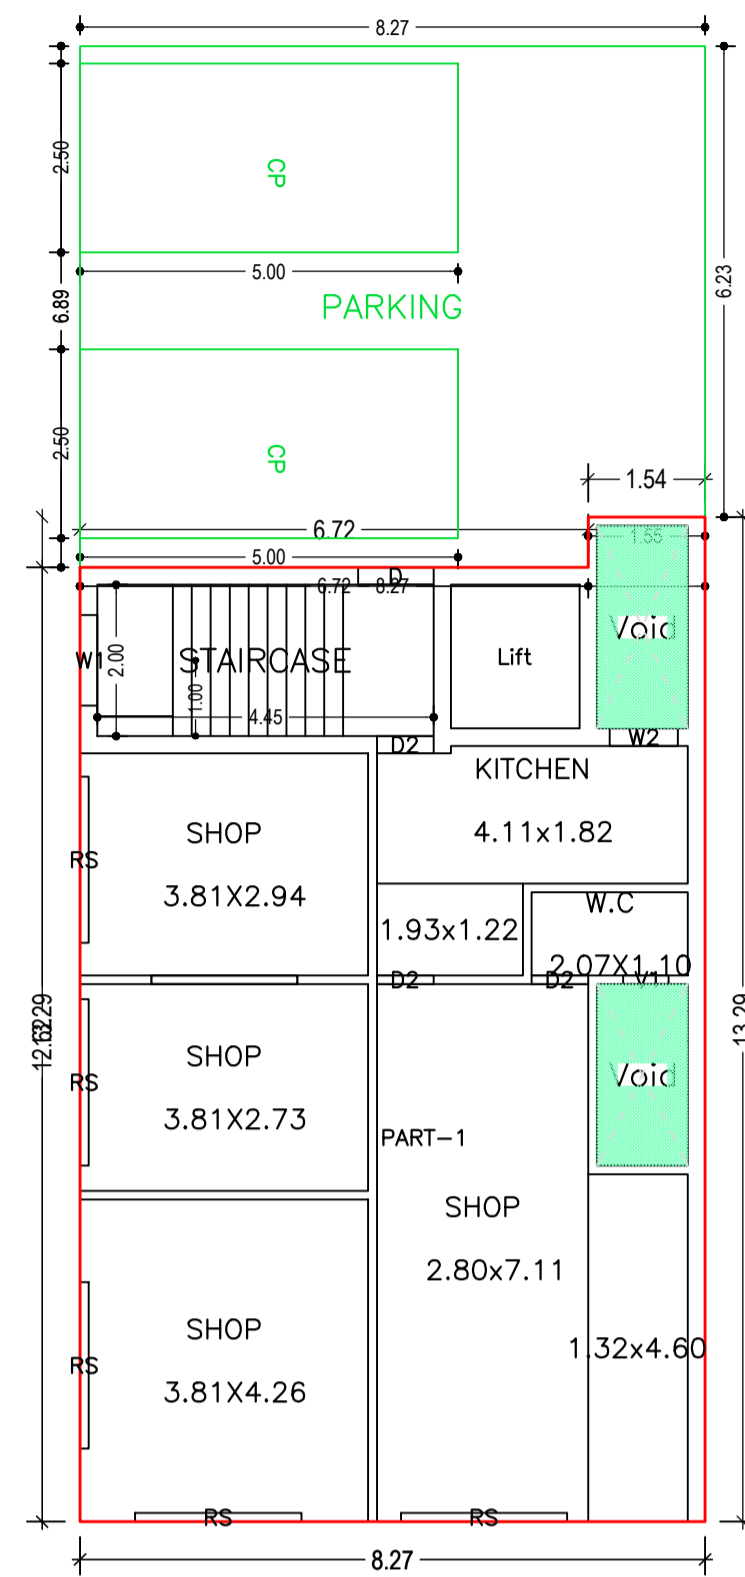 8.27
2.50
CP
5.00
6.89
PARKING
6.23
2.50
CP
1.54
6.72
5.00
1.55
D
6.72
8.27
Void
W1
2.00
STAIRCASE
Lift
1.00
4.45
D2
W2
KITCHEN
SHOP
4.11x1.82
RS
3.81X2.94
W.C
1.93x1.22
2.07X1.10
D2
D2
V1
13.29
SHOP
Void
RS
3.81X2.73
PART-1
SHOP
2.80x7.11
SHOP
1.32x4.60
RS
3.81X4.26
RS
RS
8.27